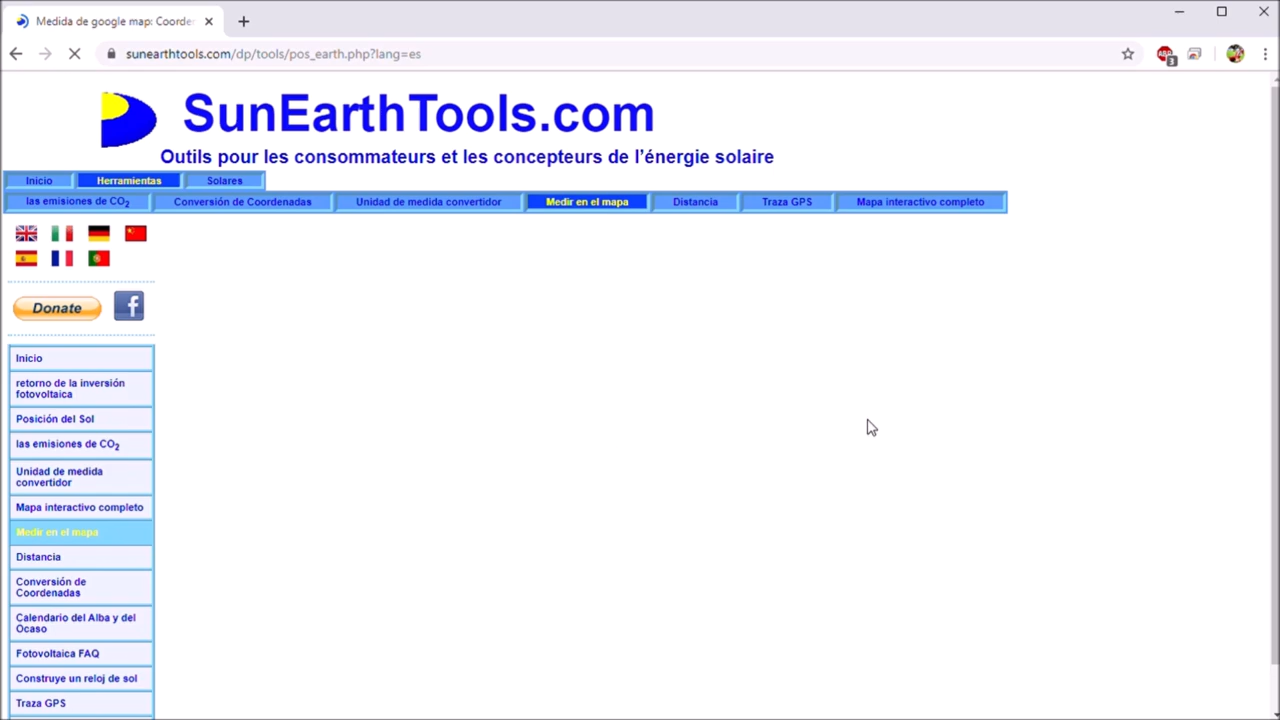 Medida de google map: Coorde
sunearthtools.com/dp/tools/pos_earth.php?lang=es
ABP
3
SunEarthTools.com
Outils pour les consommateurs et les concepteurs de l'énergie solaire
Inicio Herramientas Solares
las emisiones de CO2 Conversión de Coordenadas Unidad de medida convertidor Medir en el mapa Distancia Traza GPS Mapa interactivo completo
Donate f
Inicio
retorno de la inversión
fotovoltaica
Posición del Sol
las emisiones de CO2
Unidad de medida
convertidor
Mapa interactivo completo
Medir en el mapa
Distancia
Conversión de
Coordenadas
Calendario del Alba y del
Ocaso
Fotovoltaica FAQ
Construye un reloj de sol
Traza GPS